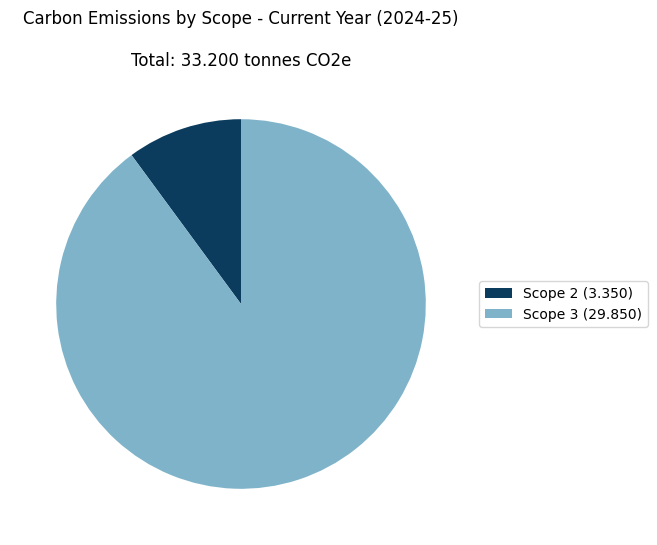 Carbon Emissions by Scope - Current Year (2024-25)
Total: 33.200 tonnes CO2e
Scope 2 (3.350)
Scope 3 (29.850)